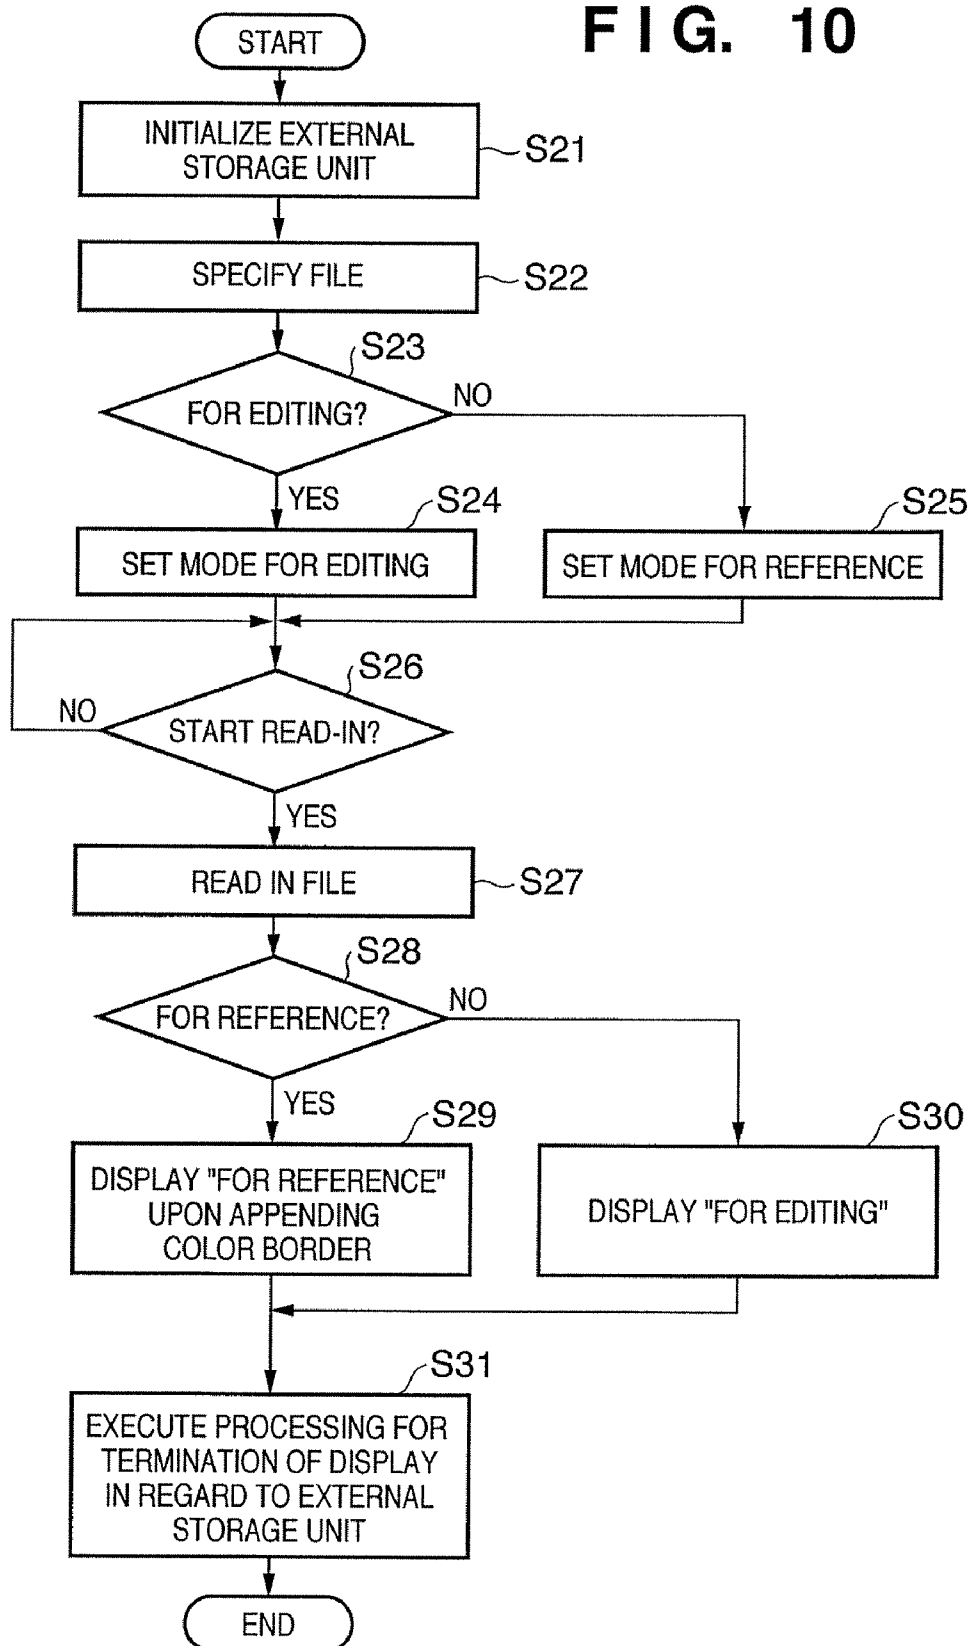 FIG. 10
START
INITIALIZE EXTERNAL
STORAGE UNIT
S21
SPECIFY FILE
S22
S23
FOR EDITING?
NO
YES
S24
S25
SET MODE FOR EDITING
SET MODE FOR REFERENCE
S26
NO
START READ-IN?
YES
READ IN FILE
S27
S28
FOR REFERENCE?
NO
YES
S29
S30
DISPLAY "FOR REFERENCE"
UPON APPENDING
COLOR BORDER
DISPLAY "FOR EDITING"
S31
EXECUTE PROCESSING FOR
TERMINATION OF DISPLAY
IN REGARD TO EXTERNAL
STORAGE UNIT
END